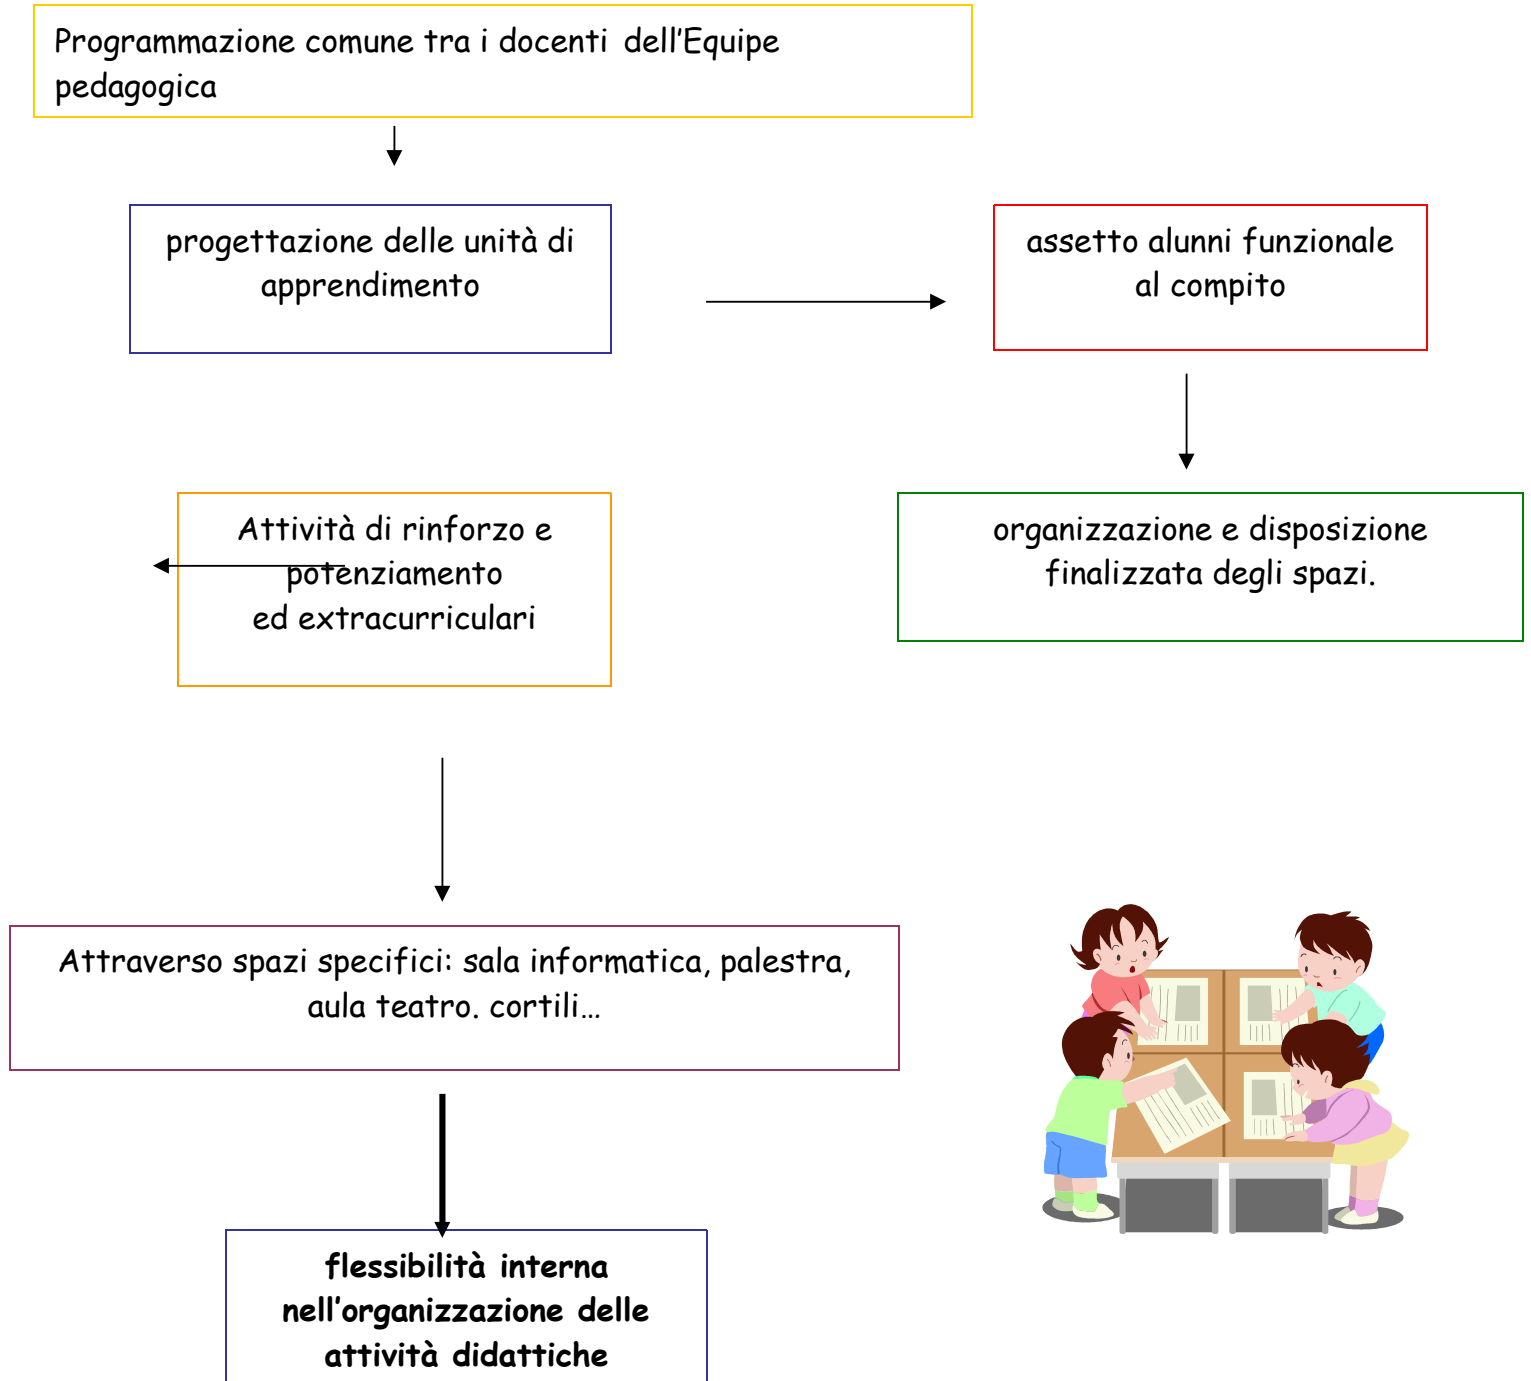 Programmazione comune tra i docenti dell'Equipe
pedagogica
progettazione delle unità di
apprendimento
assetto alunni funzionale
al compito
Attività di rinforzo e
potenziamento
ed extracurriculari
organizzazione e disposizione
finalizzata degli spazi.
Attraverso spazi specifici: sala informatica, palestra,
aula teatro. cortili…
flessibilità interna
nell'organizzazione delle
attività didattiche